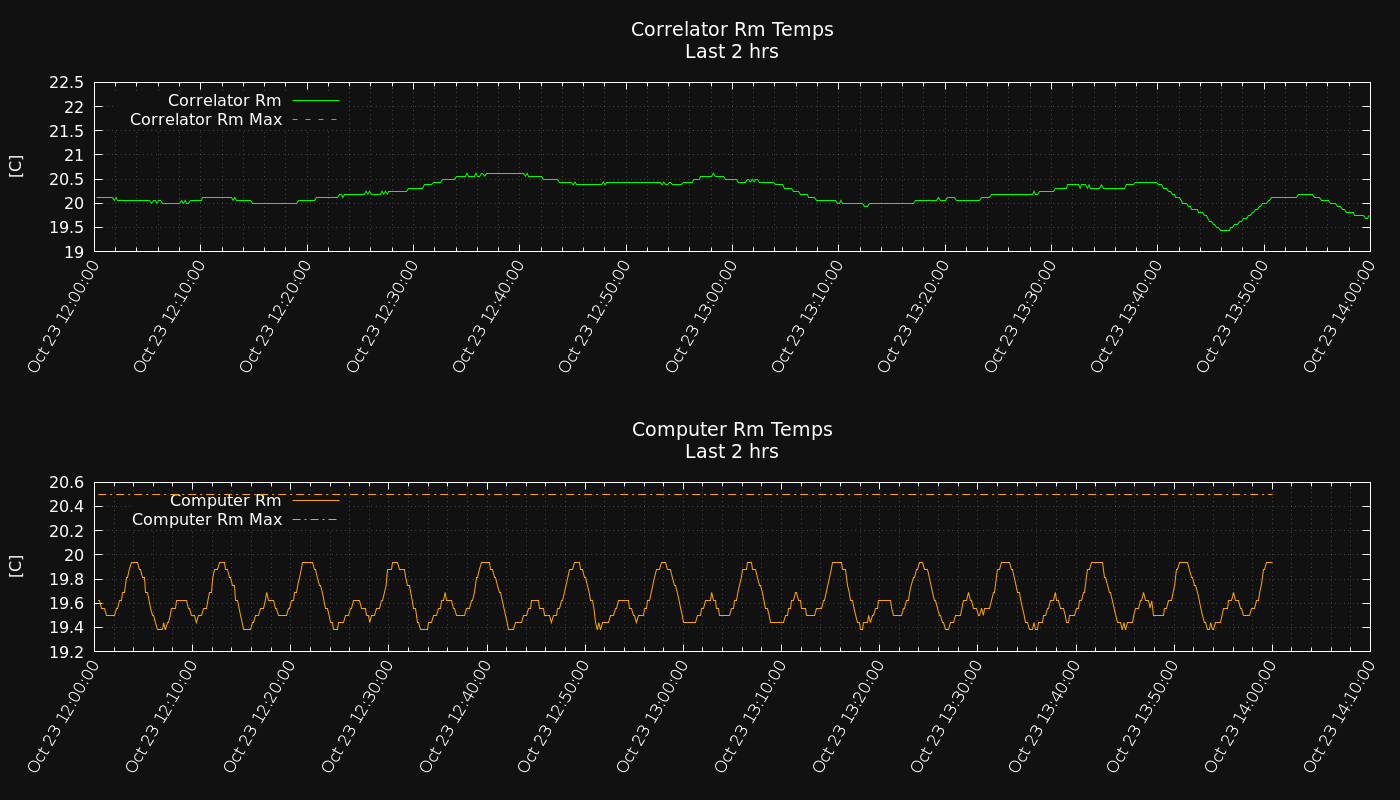 Correlator Rm Temps
Last 2 hrs
22.5
22
21.5
21
20.5
20
19.5
19
[C]
Correlator Rm
Correlator Rm Max
Oct 23 12:00:00
Oct 23 12:10:00
Oct 23 12:20:00
Oct 23 12:30:00
Oct 23 12:40:00
Oct 23 12:50:00
Oct 23 13:00:00
Oct 23 13:10:00
Oct 23 13:20:00
Oct 23 13:30:00
Oct 23 13:40:00
Oct 23 13:50:00
Oct 23 14:00:00
Computer Rm Temps
Last 2 hrs
20.6
20.4
20.2
20
19.8
19.6
19.4
19.2
[C]
Computer Rm
Computer Rm Max
Oct 23 12:00:00
Oct 23 12:10:00
Oct 23 12:20:00
Oct 23 12:30:00
Oct 23 12:40:00
Oct 23 12:50:00
Oct 23 13:00:00
Oct 23 13:10:00
Oct 23 13:20:00
Oct 23 13:30:00
Oct 23 13:40:00
Oct 23 13:50:00
Oct 23 14:00:00
Oct 23 14:10:00